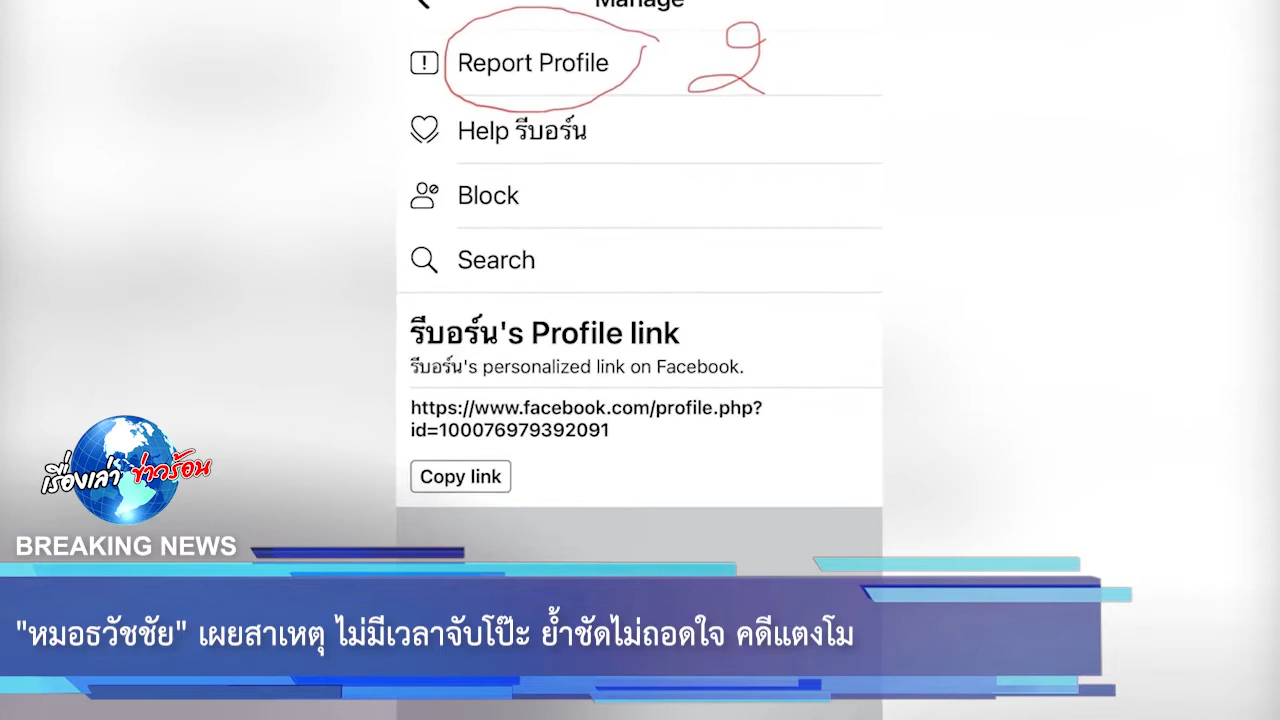 Manage
Report Profile
2
Help รีบอร์น
Block
Search
รีบอร์น's Profile link
รีบอร์น's personalized link on Facebook.
https://www.facebook.com/profile.php?
id=100076979392091
Copy link
เรื่องเล่า ข่าวร้อน
BREAKING NEWS
"หมอธวัชชัย" เผยสาเหตุ ไม่มีเวลาจับโป๊ะ ย้ำชัดไม่ถอดใจ คดีแตงโม